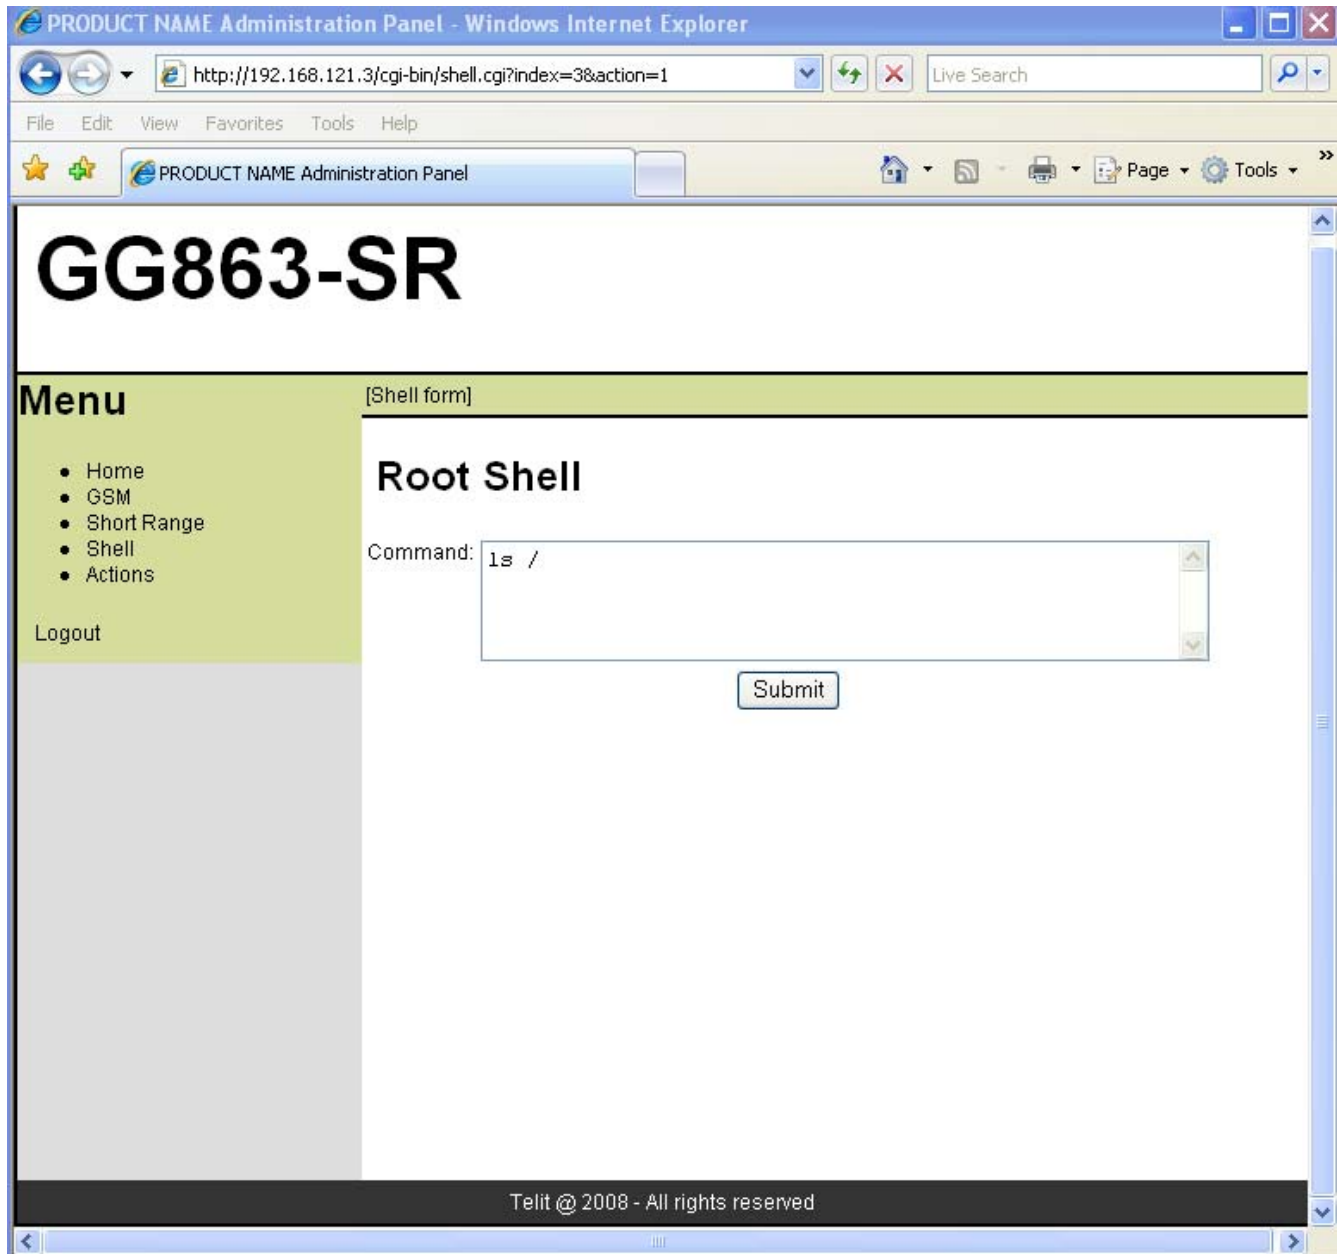 PRODUCT NAME Administration Panel - Windows Internet Explorer
http://192.168.121.3/cgi-bin/shell.cgi?index=3&action=1
Live Search
File Edit View Favorites Tools Help
PRODUCT NAME Administration Panel
Page Tools »
GG863-SR
Menu
Home
GSM
Short Range
Shell
Actions
Logout
[Shell form]
Root Shell
Command:
ls /
Submit
Telit @ 2008 - All rights reserved